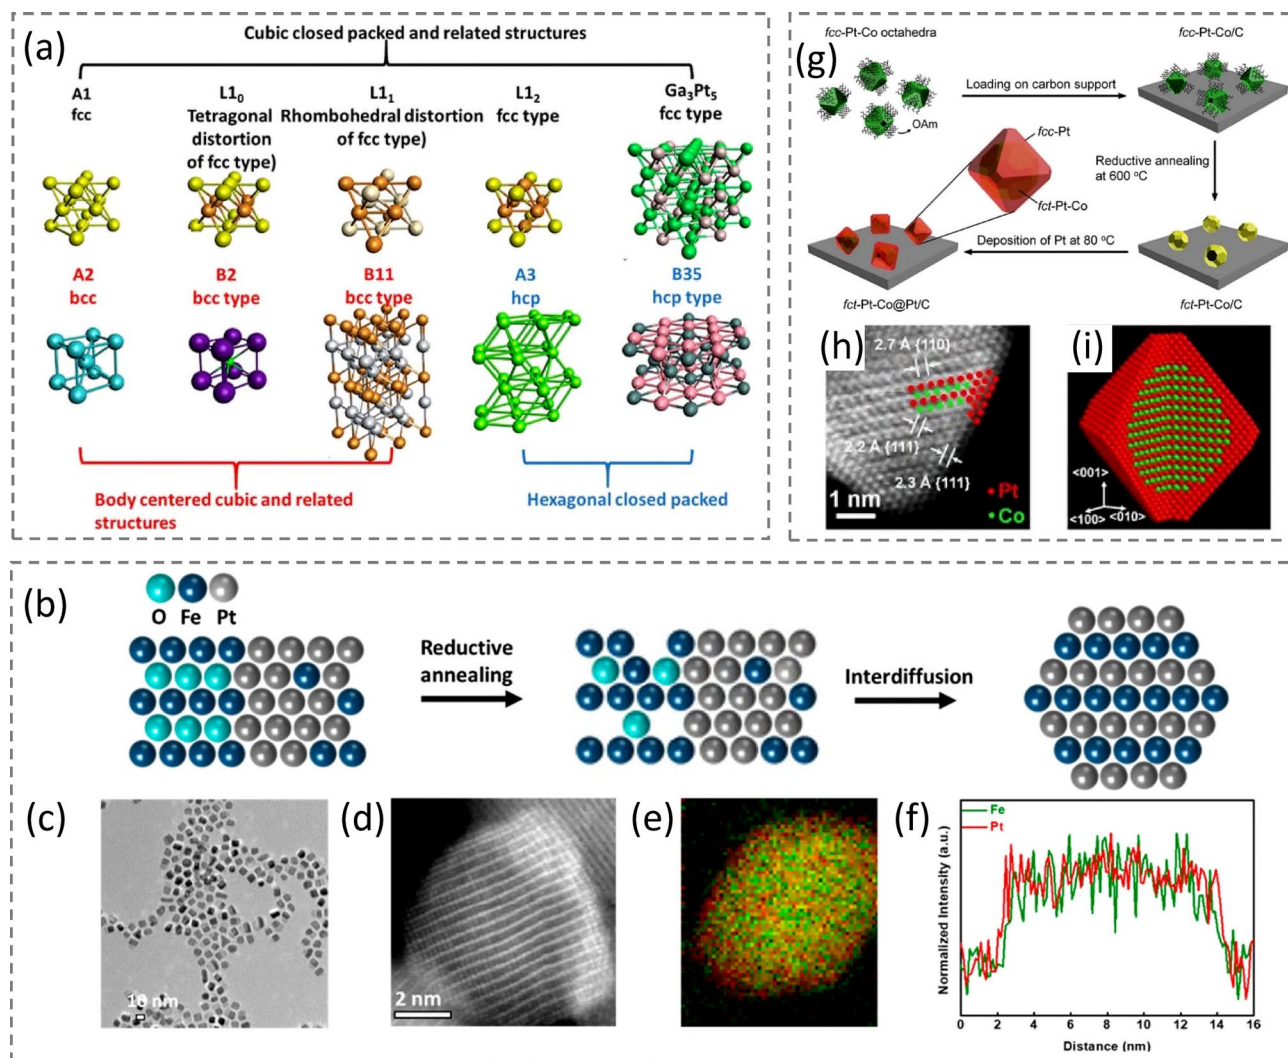 (a)
Cubic closed packed and related structures
A1
fcc
L1₀
Tetragonal
distortion
of fcc type)
L1₁
Rhombohedral distortion
of fcc type)
L1₂
fcc type
Ga₃Pt₅
fcc type
A2
bcc
B2
bcc type
B11
bcc type
A3
hcp
B35
hcp type
Body centered cubic and related
structures
Hexagonal closed packed
(g)
fcc-Pt-Co octahedra
OAm
Loading on carbon support
fcc-Pt-Co/C
Reductive annealing
at 600 °C
fcc-Pt
fct-Pt-Co
Deposition of Pt at 80 °C
fct-Pt-Co@Pt/C
fct-Pt-Co/C
(h)
2.7 Å {110}
2.2 Å {111}
2.3 Å {111}
1 nm
Pt
Co
(i)
<001>
<100>
<010>
(b)
O Fe Pt
Reductive
annealing
Interdiffusion
(c)
10 nm
(d)
2 nm
(e)
(f)
Fe
Pt
Normalized Intensity (a.u.)
0 2 4 6 8 10 12 14 16
Distance (nm)